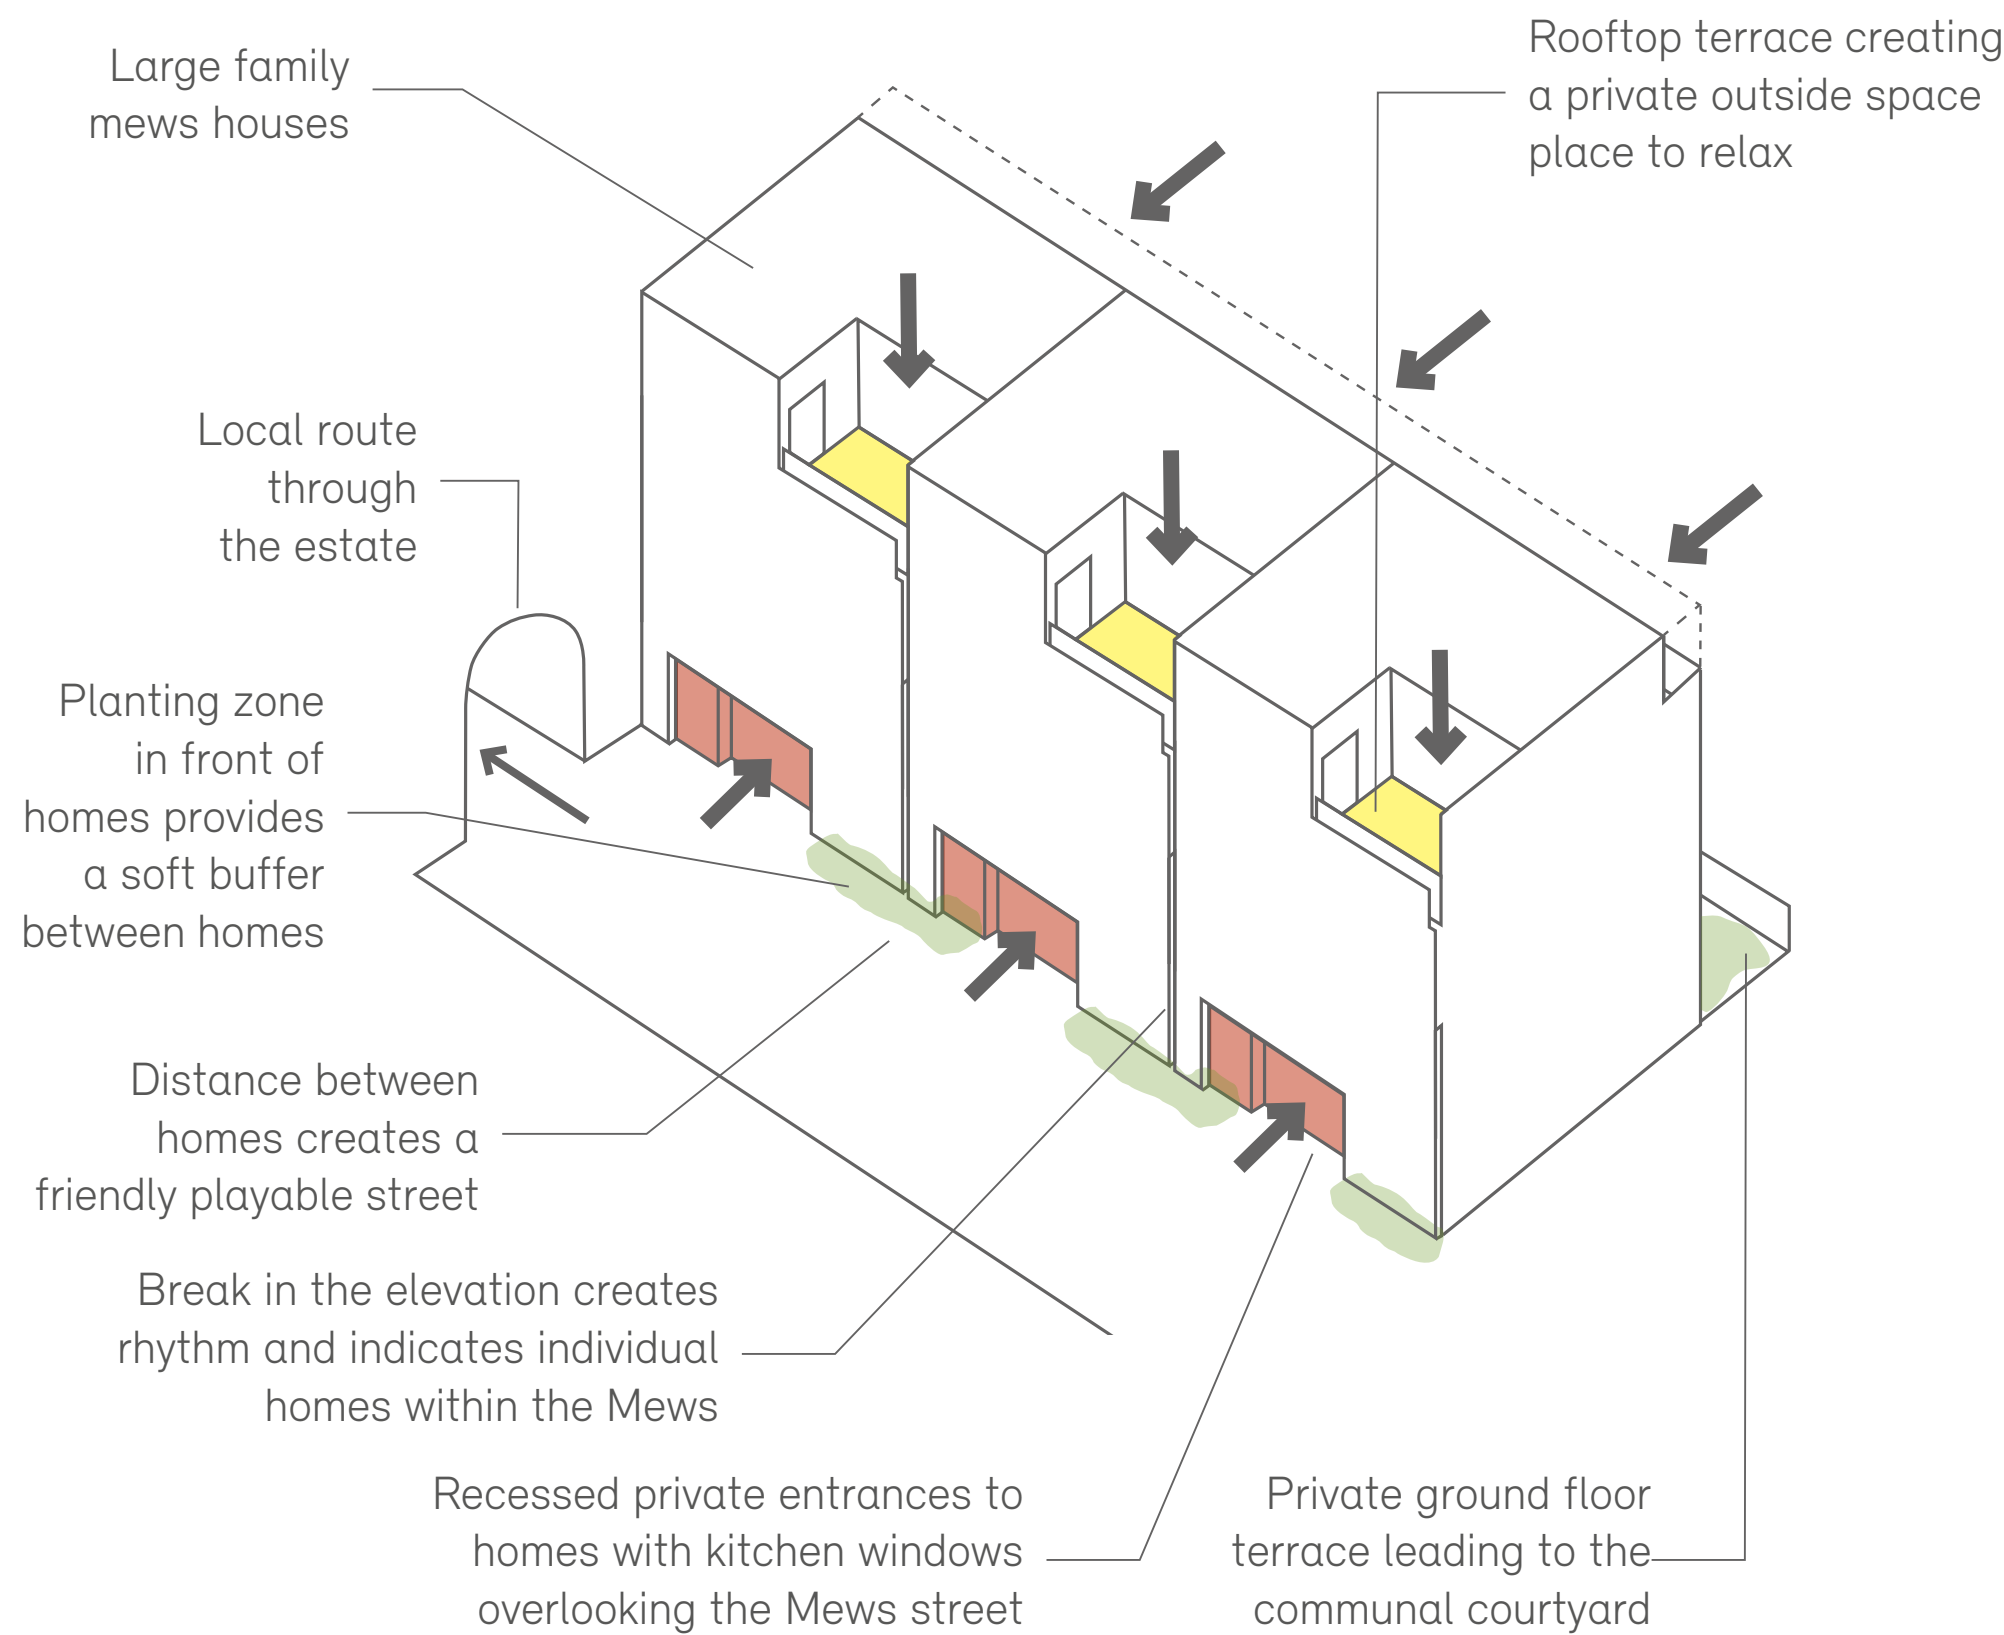 Large family
mews houses
Rooftop terrace creating
a private outside space
place to relax
Local route
through
the estate
Planting zone
in front of
homes provides
a soft buffer
between homes
Distance between
homes creates a
friendly playable street
Break in the elevation creates
rhythm and indicates individual
homes within the Mews
Recessed private entrances to
homes with kitchen windows
overlooking the Mews street
Private ground floor
terrace leading to the
communal courtyard